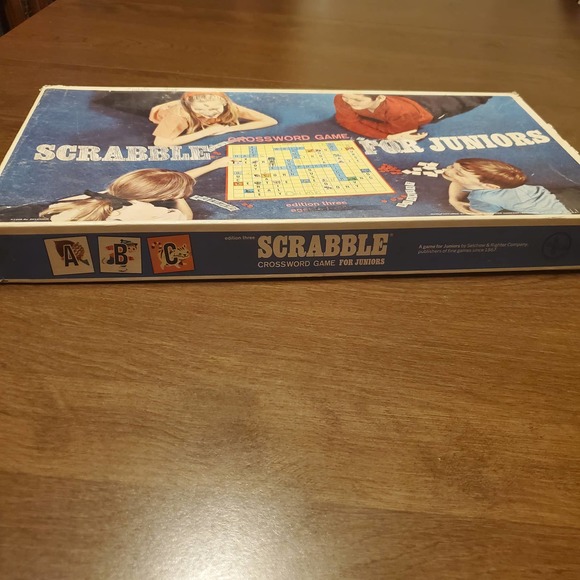 CROSSWORD GAME
SCRABBLE FOR JUNIORS
edition three
A B C
edition three
SCRABBLE
CROSSWORD GAME FOR JUNIORS
A game for Juniors by Selchow & Righter Company,
publishers of fine games since 1867